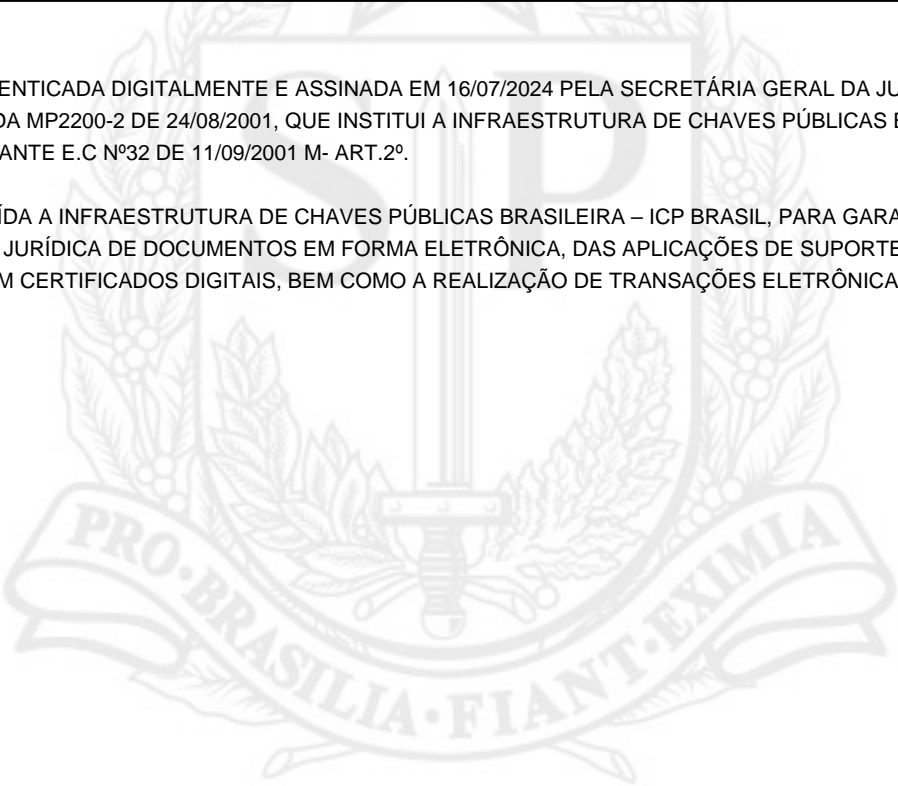 ENTICADA DIGITALMENTE E ASSINADA EM 16/07/2024 PELA SECRETÁRIA GERAL DA JU
DA MP2200-2 DE 24/08/2001, QUE INSTITUI A INFRAESTRUTURA DE CHAVES PÚBLICAS
ANTE E.C Nº32 DE 11/09/2001 M- ART.2º.
ÍDA A INFRAESTRUTURA DE CHAVES PÚBLICAS BRASILEIRA – ICP BRASIL, PARA GARA
JURÍDICA DE DOCUMENTOS EM FORMA ELETRÔNICA, DAS APLICAÇÕES DE SUPORTE
M CERTIFICADOS DIGITAIS, BEM COMO A REALIZAÇÃO DE TRANSAÇÕES ELETRÔNICA
SP
PRO·BRASILIA·FIANT·EXIMIA